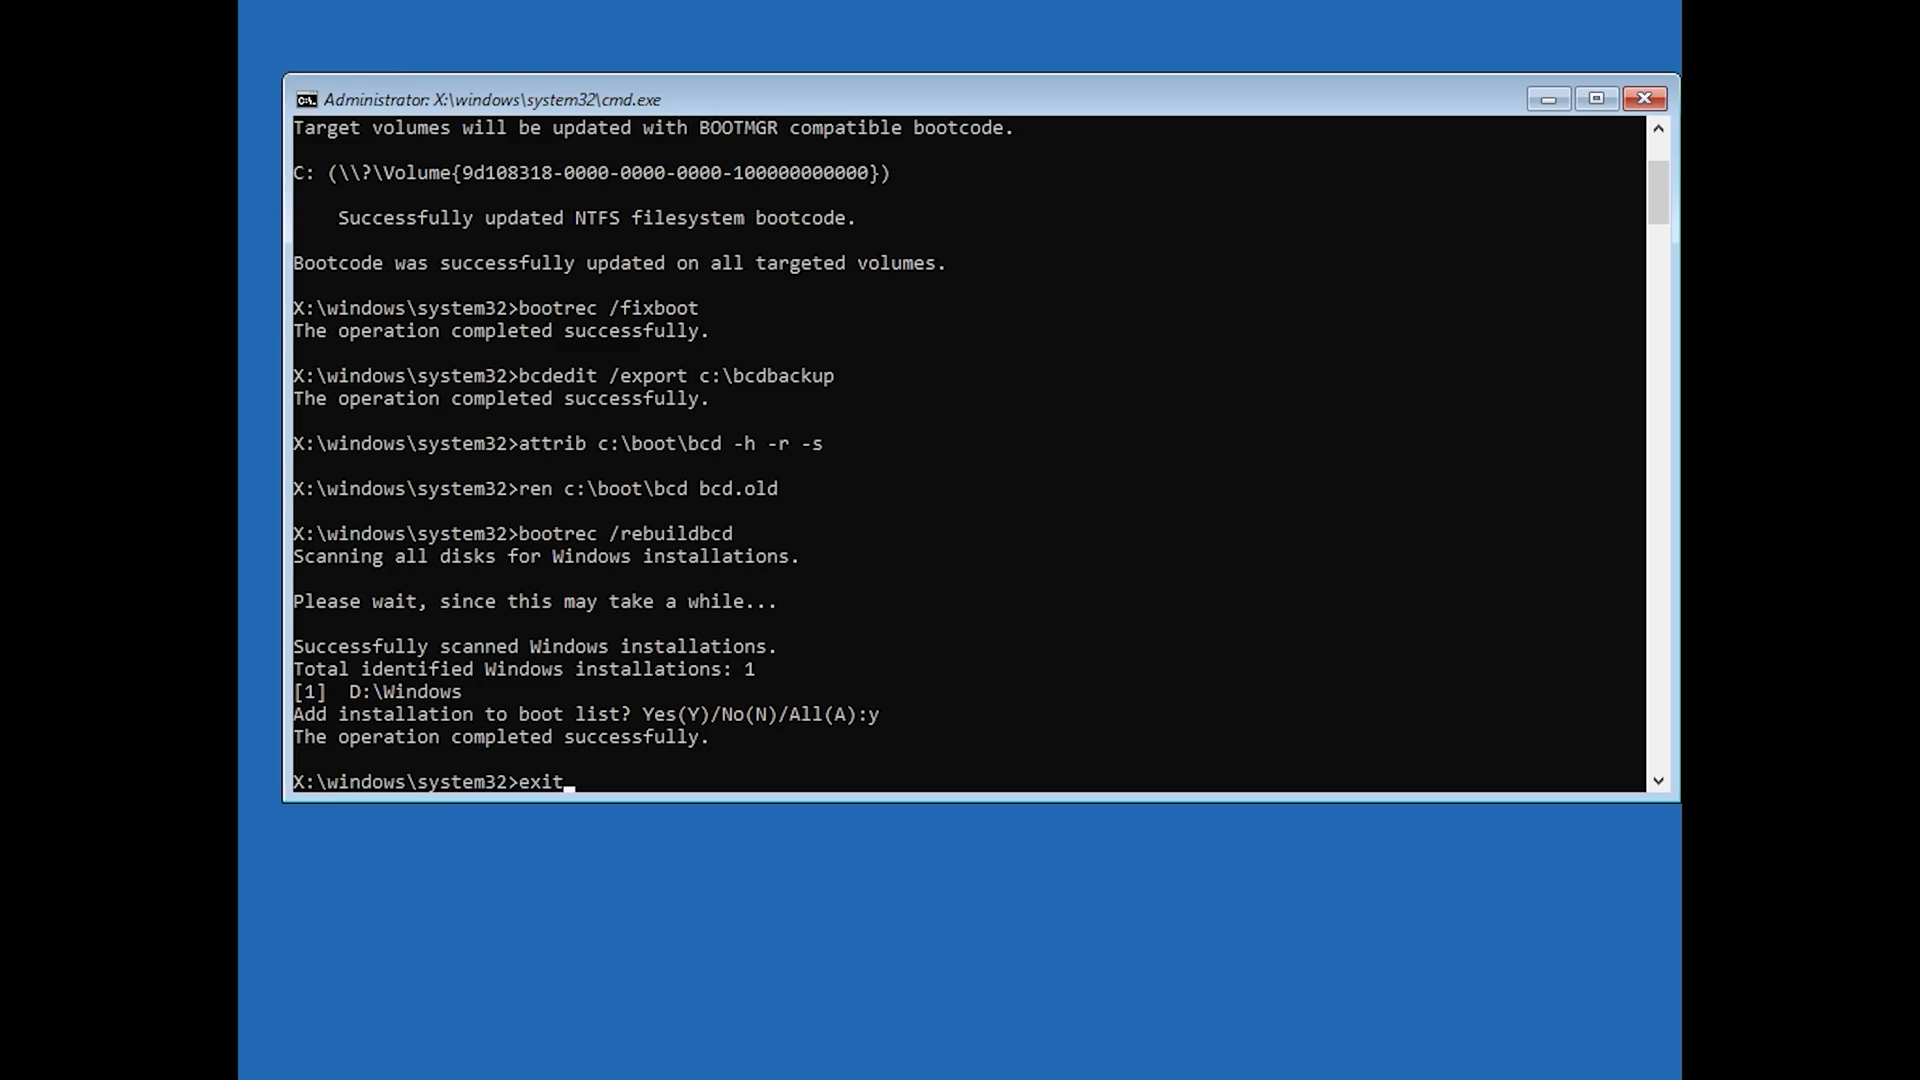 Administrator: X:\windows\system32\cmd.exe
Target volumes will be updated with BOOTMGR compatible bootcode.
C: (\\?\Volume{9d108318-0000-0000-0000-100000000000})
Successfully updated NTFS filesystem bootcode.
Bootcode was successfully updated on all targeted volumes.
X:\windows\system32>bootrec /fixboot
The operation completed successfully.
X:\windows\system32>bcdedit /export c:\bcdbackup
The operation completed successfully.
X:\windows\system32>attrib c:\boot\bcd -h -r -s
X:\windows\system32>ren c:\boot\bcd bcd.old
X:\windows\system32>bootrec /rebuildbcd
Scanning all disks for Windows installations.
Please wait, since this may take a while...
Successfully scanned Windows installations.
Total identified Windows installations: 1
[1]  D:\Windows
Add installation to boot list? Yes(Y)/No(N)/All(A):y
The operation completed successfully.
X:\windows\system32>exit